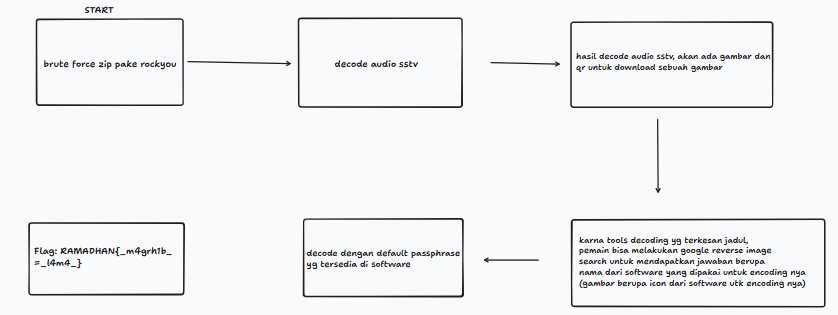 START
brute force zip pake rockyou
decode audio sstv
hasil decode audio sstv, akan ada gambar dan
qr untuk download sebuah gambar
karna tools decoding yg terkesan jadul,
pemain bisa melakukan google reverse image
search untuk mendapatkan jawaban berupa
nama dari software yang dipakai untuk encoding nya
(gambar berupa icon dari software utk encoding nya)
decode dengan default passphrase
yg tersedia di software
Flag: RAMADHAN{_m4grh1b_
=_l4m4_}